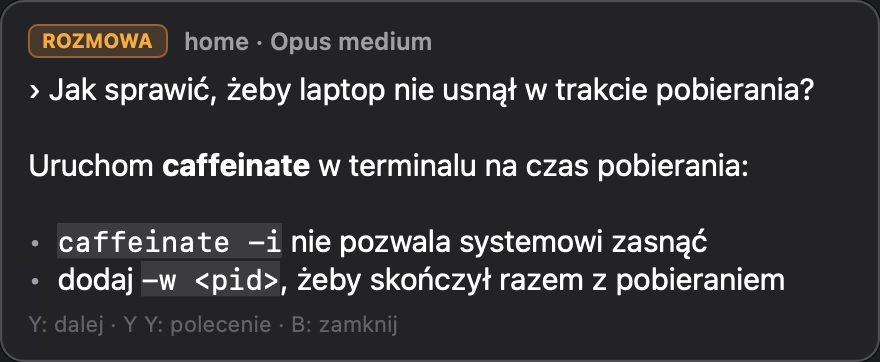 ROZMOWA home · Opus medium
› Jak sprawić, żeby laptop nie usnął w trakcie pobierania?
Uruchom caffeinate w terminalu na czas pobierania:
• caffeinate -i nie pozwala systemowi zasnąć
• dodaj -w <pid>, żeby skończył razem z pobieraniem
Y: dalej · Y Y: polecenie · B: zamknij